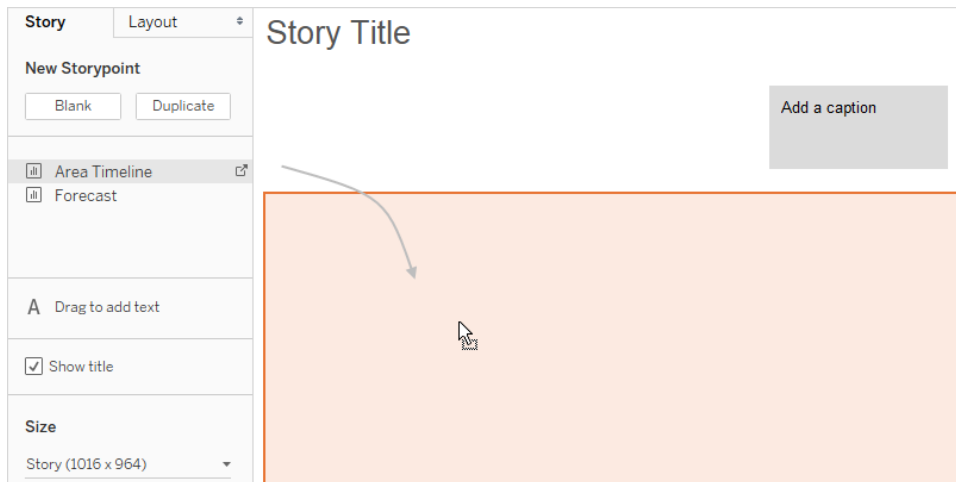 Story
Layout
Story Title
New Storypoint
Blank
Duplicate
Add a caption
Area Timeline
Forecast
A Drag to add text
Show title
Size
Story (1016 x 964)